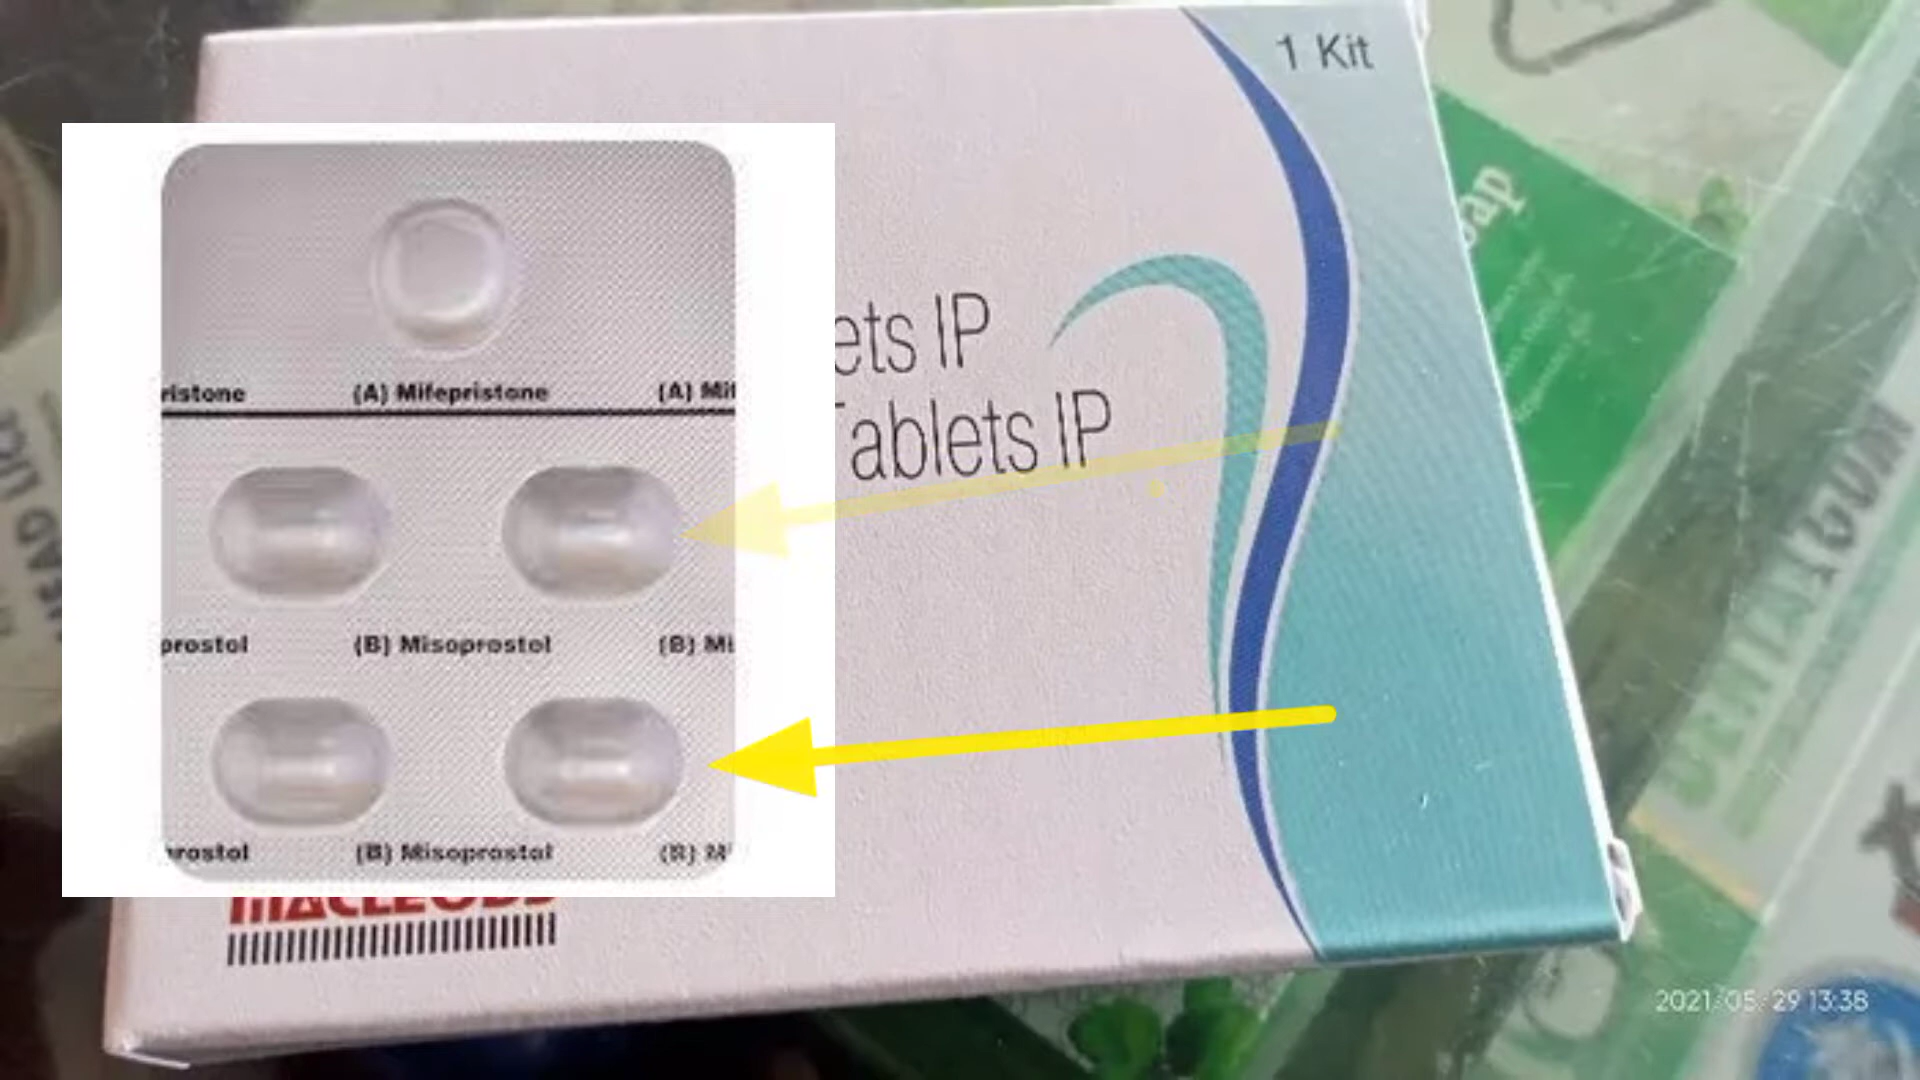 1 Kit
ets IP
Tablets IP
ristone (A) Mifepristone (A) Mif
prostol (B) Misoprostol (B) Mi
prostol (B) Misoprostol (B) M
MACLEODS
2021/05/29 13:38